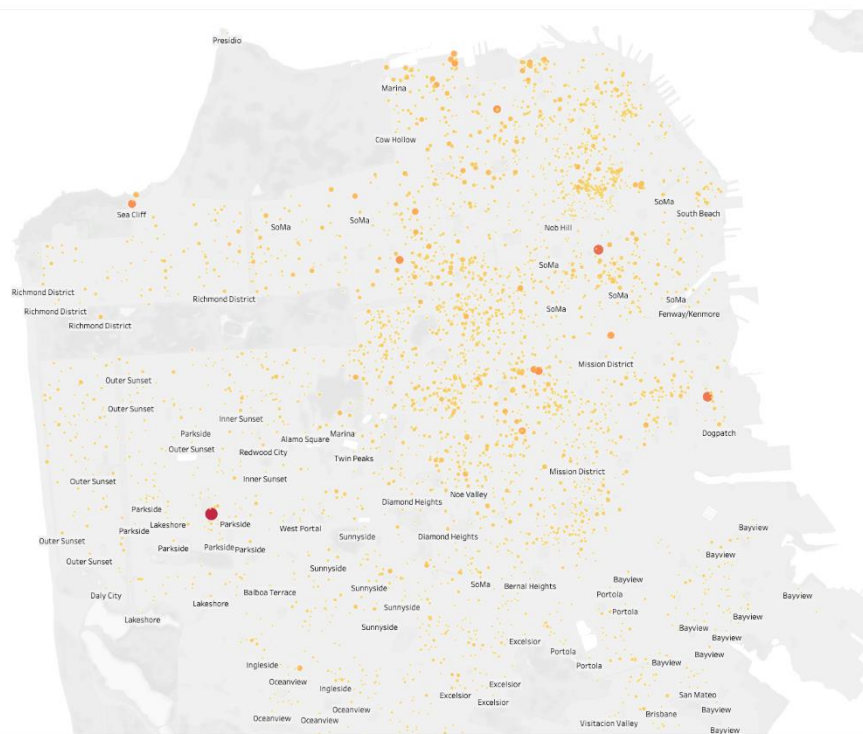 Presidio
Marina
Cow Hollow
SoMa
Sea Cliff
South Beach
SoMa
SoMa
Nob Hill
SoMa
Richmond District
SoMa
Richmond District
SoMa
Richmond District
SoMa
Fenway/Kenmore
Richmond District
Mission District
Outer Sunset
Outer Sunset
Inner Sunset
Parkside
Marina
Dogpatch
Alamo Square
Outer Sunset
Redwood City
Twin Peaks
Mission District
Outer Sunset
Inner Sunset
Noe Valley
Diamond Heights
Parkside
Lakeshore
Parkside
Parkside
West Portal
Bayview
Sunnyside
Diamond Heights
Outer Sunset
Parkside
Parkside
Parkside
Bayview
Outer Sunset
Sunnyside
Bayview
SoMa
Bernal Heights
Sunnyside
Balboa Terrace
Portola
Daly City
Bayview
Lakeshore
Sunnyside
Portola
Lakeshore
Bayview
Sunnyside
Bayview
Bayview
Excelsior
Portola
Bayview
Ingleside
Portola
Bayview
Oceanview
Excelsior
Ingleside
Excelsior
San Mateo
Excelsior
Oceanview
Bayview
Brisbane
Oceanview
Oceanview
Visitacion Valley
Bayview